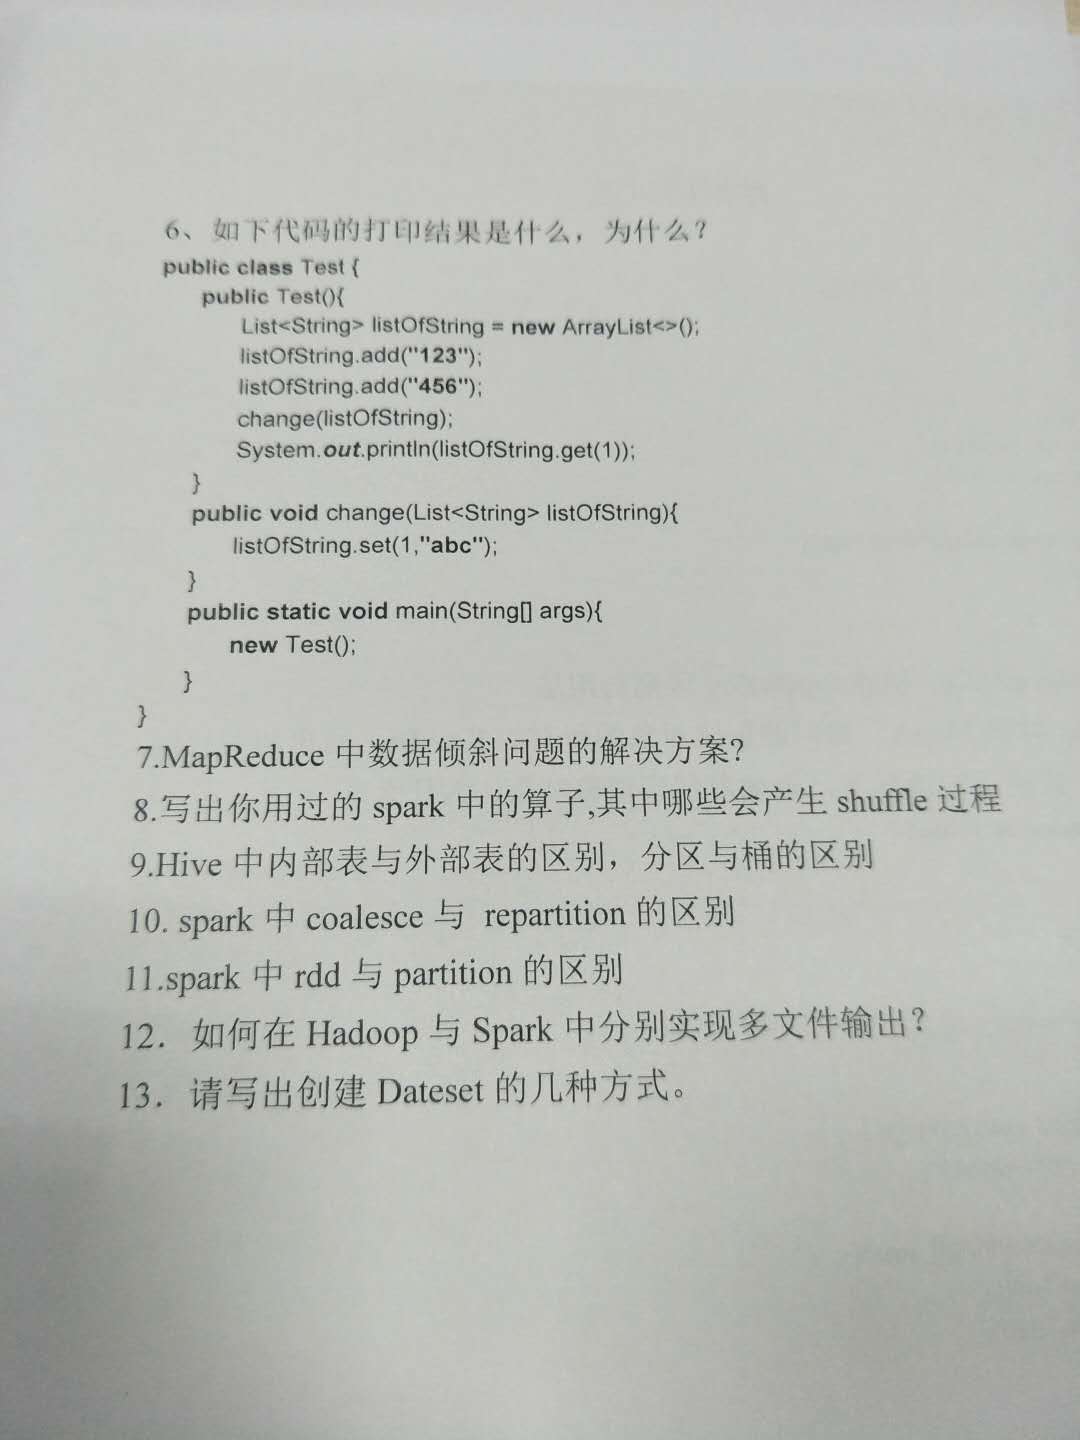 6、如下代码的打印结果是什么，为什么？
public class Test {
public Test(){
List<String> listOfString = new ArrayList<>();
listOfString.add("123");
listOfString.add("456");
change(listOfString);
System.out.println(listOfString.get(1));
}
public void change(List<String> listOfString){
listOfString.set(1,"abc");
}
public static void main(String[] args){
new Test();
}
}
7.MapReduce 中数据倾斜问题的解决方案?
8.写出你用过的 spark 中的算子,其中哪些会产生 shuffle 过程
9.Hive 中内部表与外部表的区别，分区与桶的区别
10. spark 中 coalesce 与 repartition 的区别
11.spark 中 rdd 与 partition 的区别
12．如何在 Hadoop 与 Spark 中分别实现多文件输出？
13．请写出创建 Dateset 的几种方式。